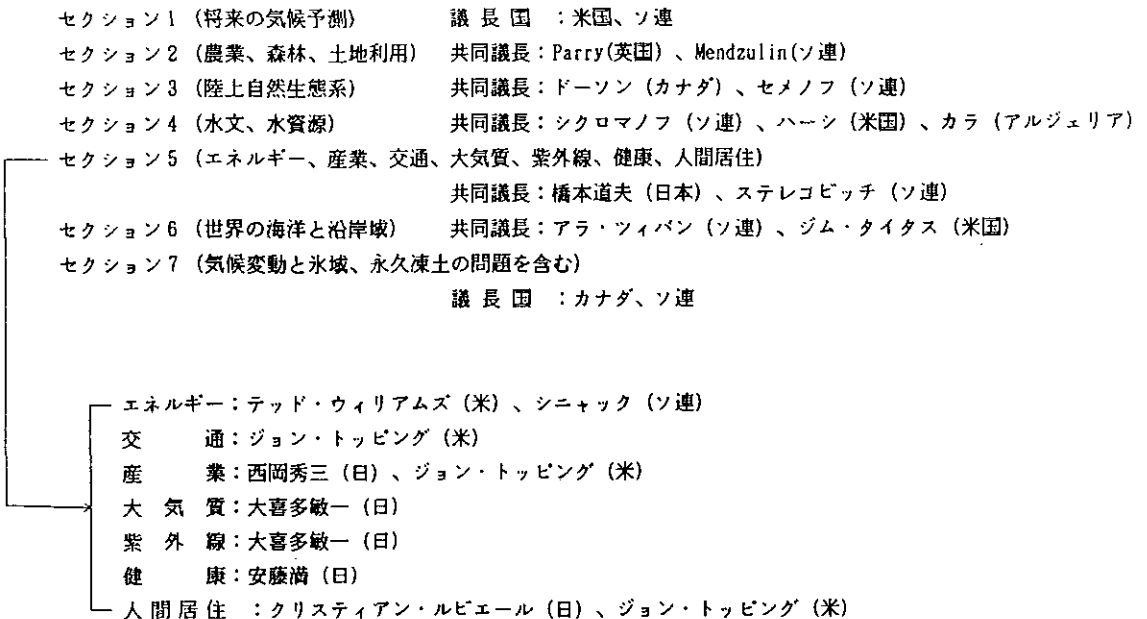 セクション1（将来の気候予測） 議長国 ：米国、ソ連
セクション2（農業、森林、土地利用） 共同議長：Parry(英国）、Mendzulin(ソ連）
セクション3（陸上自然生態系） 共同議長：ドーソン（カナダ）、セメノフ（ソ連）
セクション4（水文、水資源） 共同議長：シクロマノフ（ソ連）、ハーシ（米国）、カラ（アルジェリア）
セクション5（エネルギー、産業、交通、大気質、紫外線、健康、人間居住）
共同議長：橋本道夫（日本）、ステレコビッチ（ソ連）
セクション6（世界の海洋と沿岸域） 共同議長：アラ・ツィバン（ソ連）、ジム・タイタス（米国）
セクション7（気候変動と氷域、永久凍土の問題を含む）
議長国 ：カナダ、ソ連
エネルギー：テッド・ウィリアムズ（米）、シニャック（ソ連）
交通：ジョン・トッピング（米）
産業：西岡秀三（日）、ジョン・トッピング（米）
大気質：大喜多敏一（日）
紫外線：大喜多敏一（日）
健康：安藤満（日）
人間居住 ：クリスティアン・ルビエール（日）、ジョン・トッピング（米）